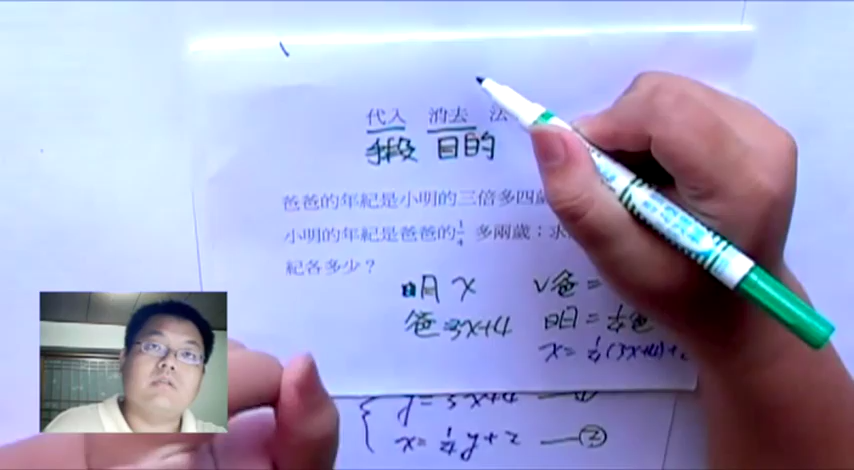 代入 消去 法
手段 目的
爸爸的年紀是小明的三倍多四歲
小明的年紀是爸爸的1/4 多兩歲：求
紀各多少？
明 x
爸 3x+4
爸 =
明 = 1/4 爸
x = 1/4(3x+4)+2
y = 3x+4 — ①
x = 1/4 y + 2 — ②